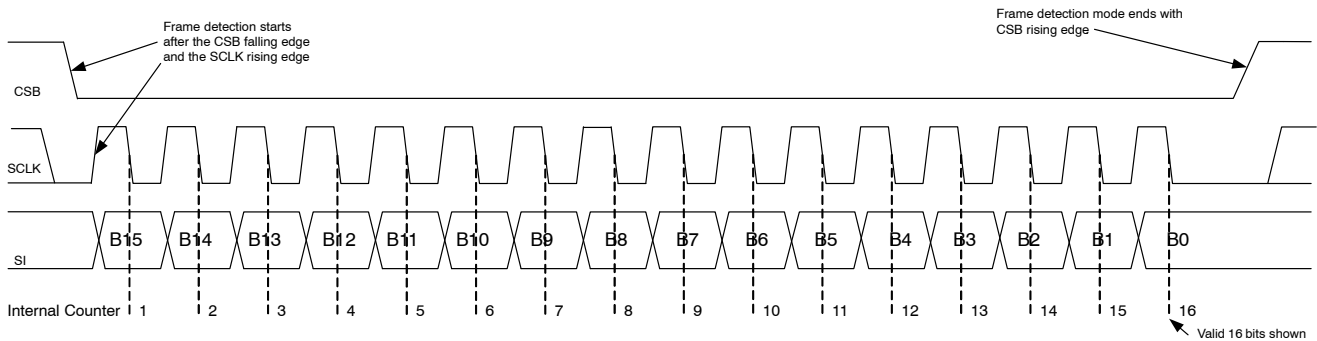 Frame detection starts
after the CSB falling edge
and the SCLK rising edge
Frame detection mode ends with
CSB rising edge
CSB
SCLK
SI
B15 B14 B13 B12 B11 B10 B9 B8 B7 B6 B5 B4 B3 B2 B1 B0
Internal Counter 1 2 3 4 5 6 7 8 9 10 11 12 13 14 15 16
Valid 16 bits shown